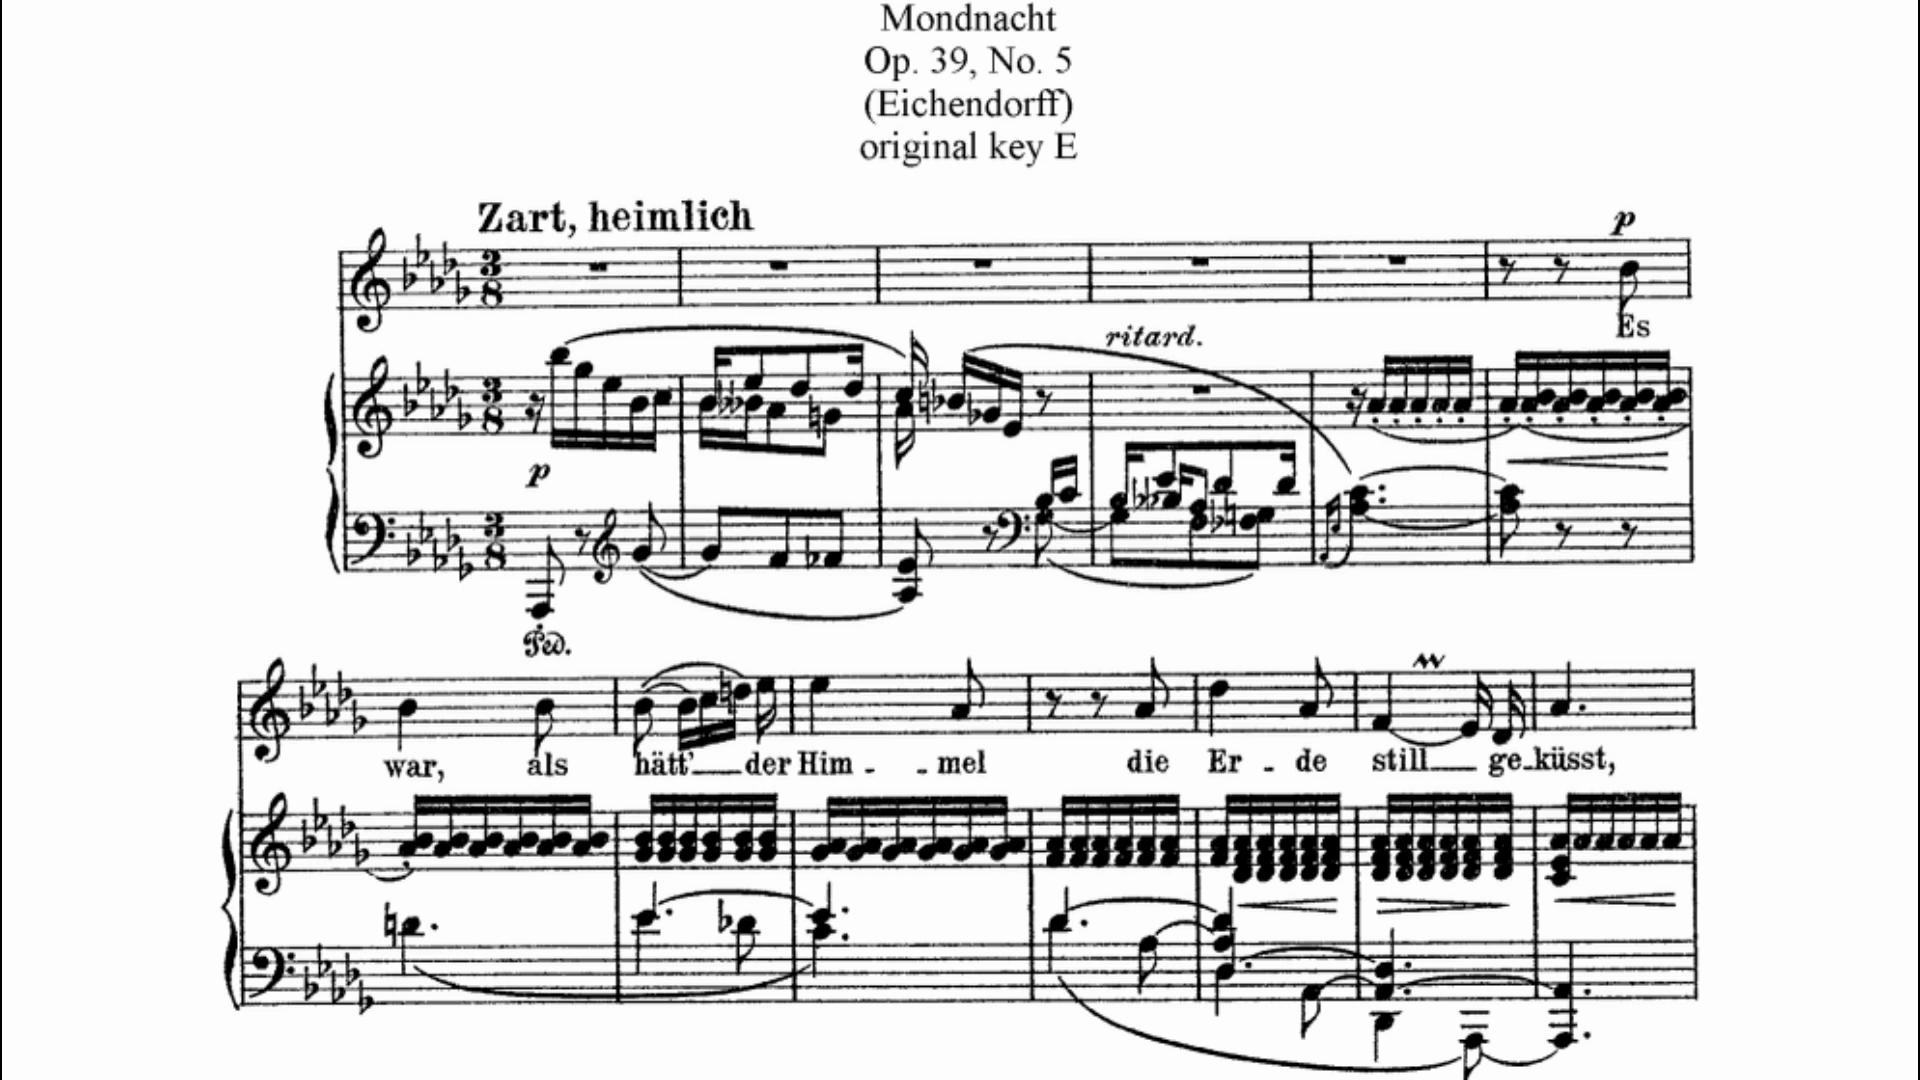 Mondnacht
Op. 39, No. 5
(Eichendorff)
original key E
Zart, heimlich
p
Es
ritard.
p
Ped.
war, als hätt' der Him - - mel die Er - de still ge-küsst,